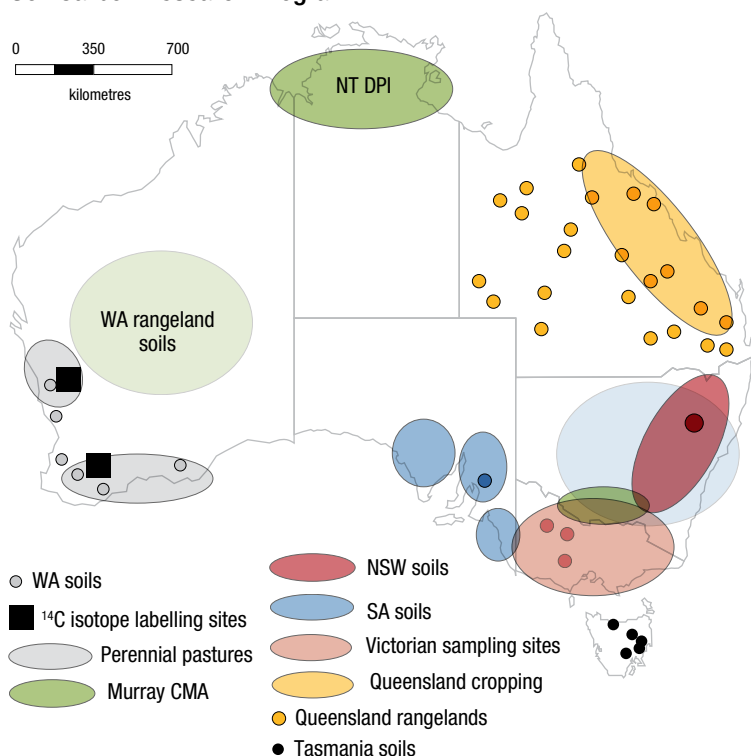 0 350 700
kilometres
NT DPI
WA rangeland
soils
WA soils
¹⁴C isotope labelling sites
Perennial pastures
Murray CMA
NSW soils
SA soils
Victorian sampling sites
Queensland cropping
Queensland rangelands
Tasmania soils